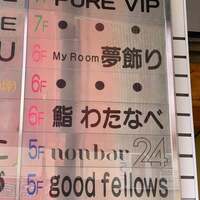 PURE VIP
7F • • •
6F My Room 夢飾り
6F • • •
6F 鮨 わたなべ
5F nonbar 24
5F good fellows